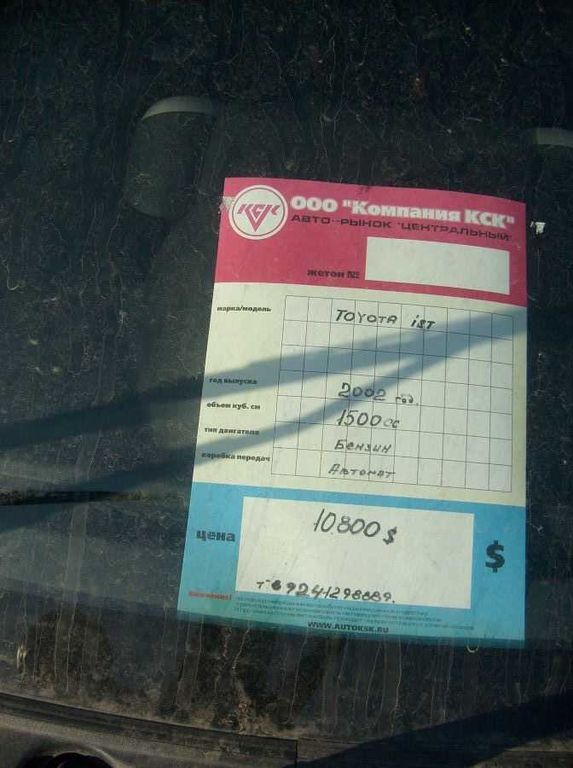 КСК
ООО "Компания КСК"
АВТО-РЫНОК "ЦЕНТРАЛЬНЫЙ"
жетон №
марка/модель TOYOTA iST
год выпуска 2002 год.
объем куб. см 1500 cc
тип двигателя Бензин
коробка передач Автомат
цена 10.800 $ $
Внимание!
WWW.AUTOKSK.RU